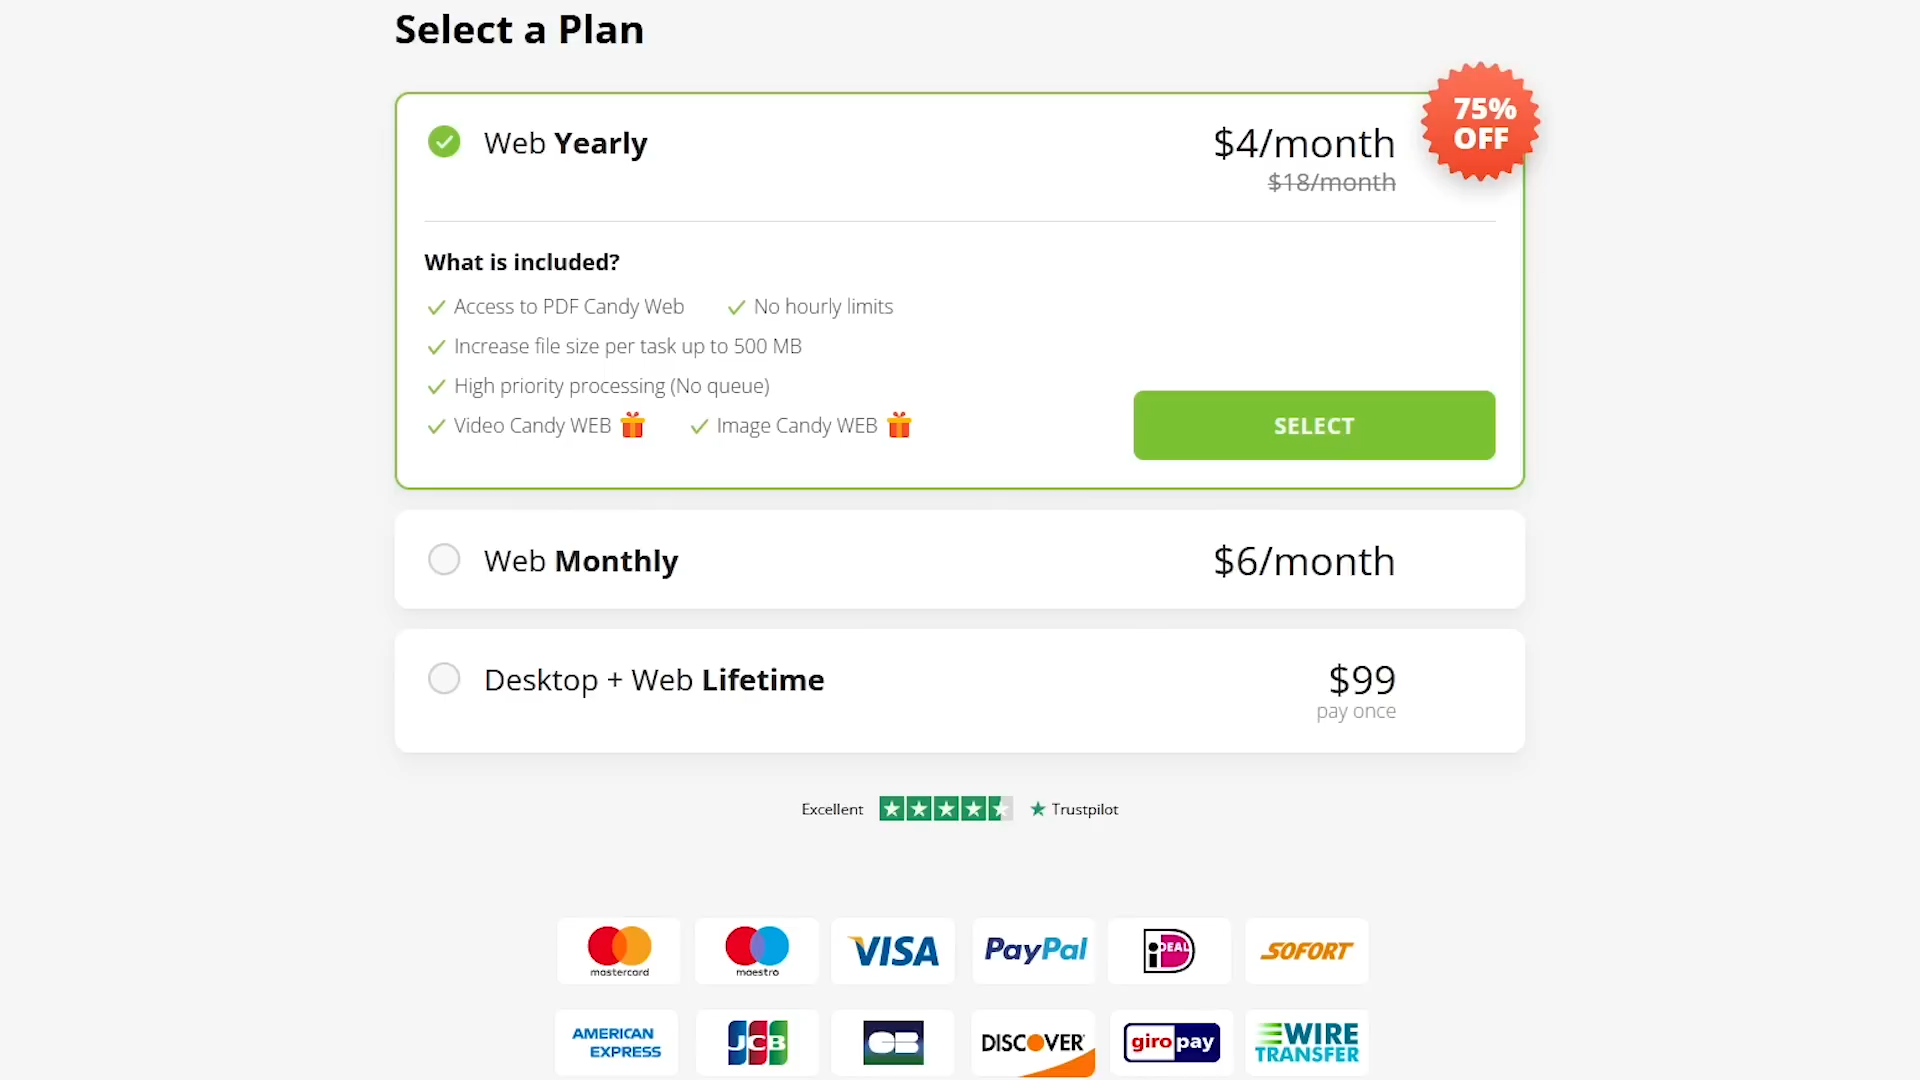 Select a Plan
75%
OFF
Web Yearly
$4/month
$18/month
What is included?
Access to PDF Candy Web
No hourly limits
Increase file size per task up to 500 MB
High priority processing (No queue)
Video Candy WEB
Image Candy WEB
SELECT
Web Monthly
$6/month
Desktop + Web Lifetime
$99
pay once
Excellent
Trustpilot
mastercard
maestro
VISA
PayPal
iDEAL
SOFORT
AMERICAN
EXPRESS
JCB
CB
DISCOVER
giropay
WIRE
TRANSFER